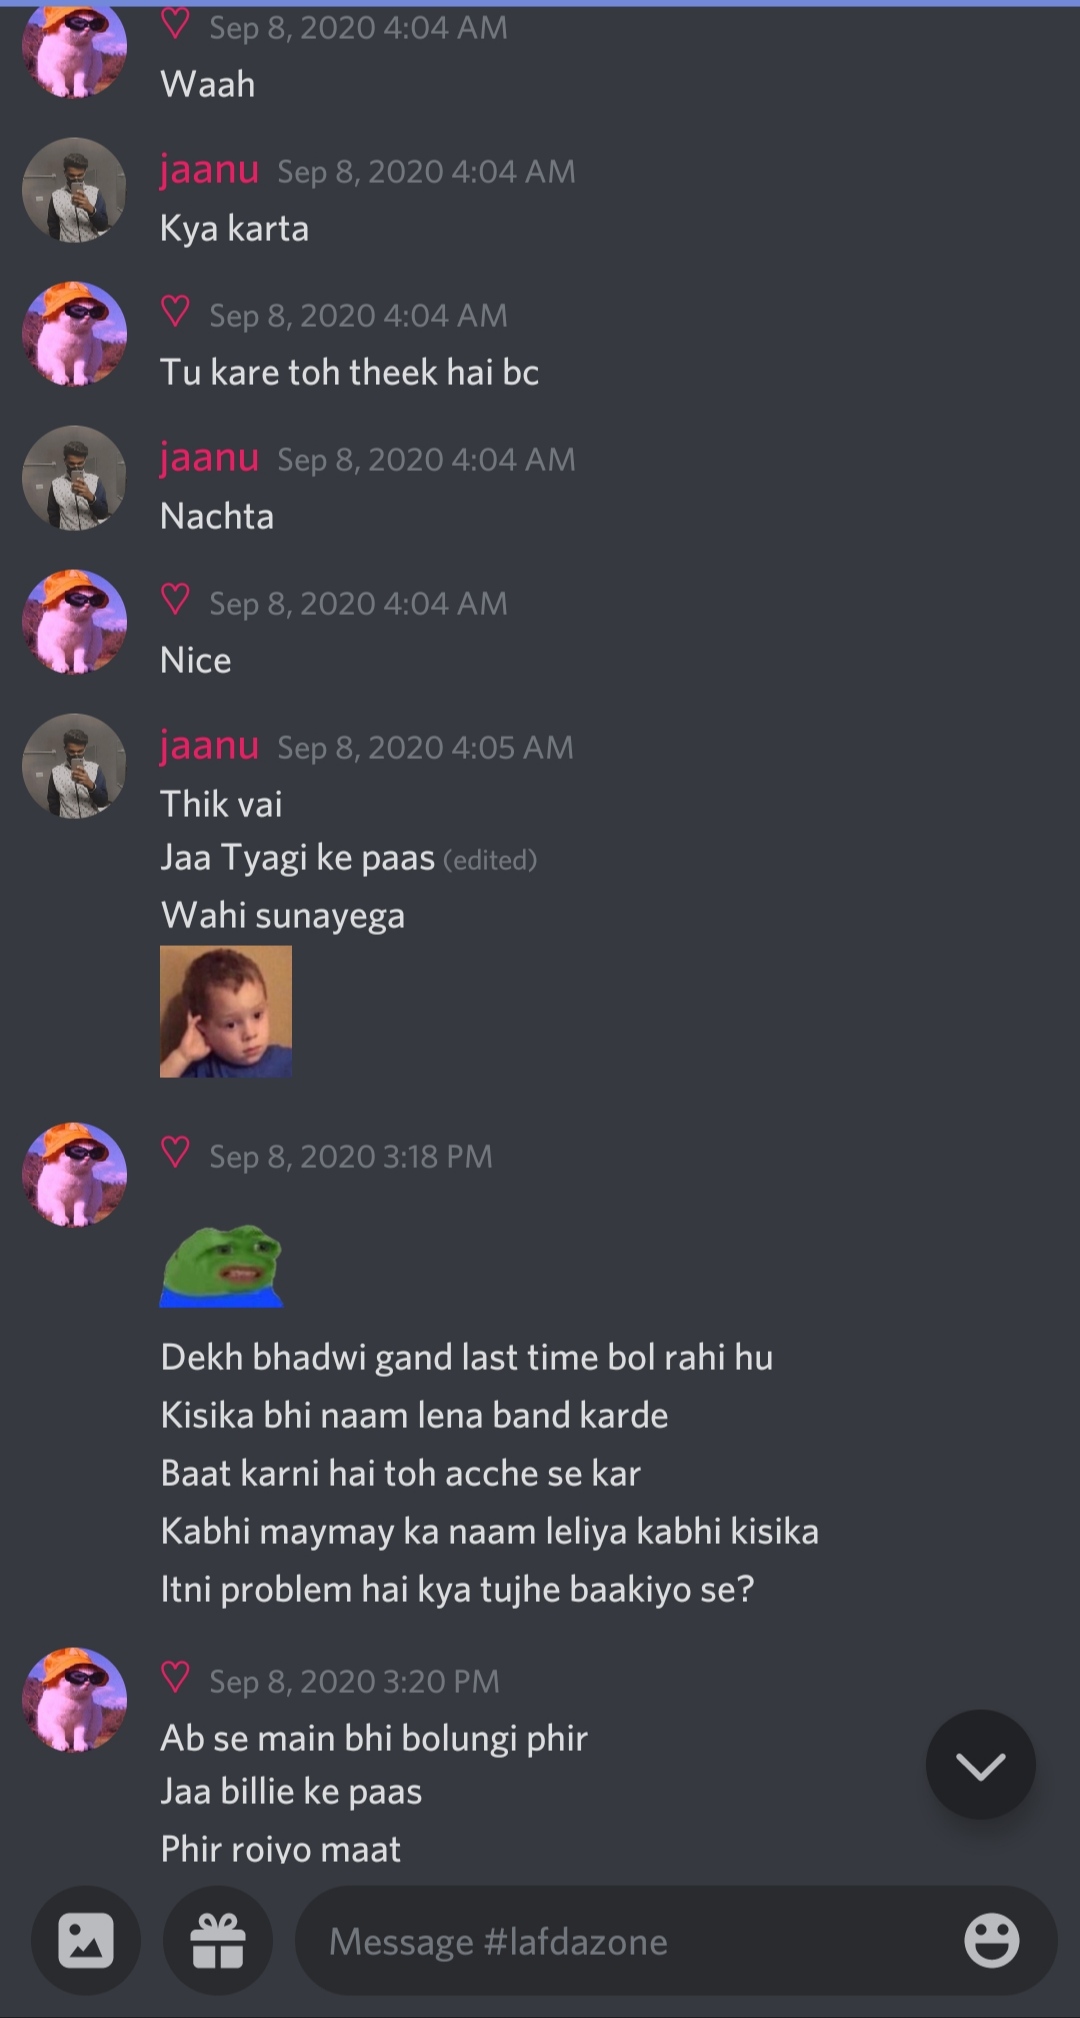 ♡ Sep 8, 2020 4:04 AM
Waah
jaanu Sep 8, 2020 4:04 AM
Kya karta
♡ Sep 8, 2020 4:04 AM
Tu kare toh theek hai bc
jaanu Sep 8, 2020 4:04 AM
Nachta
♡ Sep 8, 2020 4:04 AM
Nice
jaanu Sep 8, 2020 4:05 AM
Thik vai
Jaa Tyagi ke paas (edited)
Wahi sunayega
♡ Sep 8, 2020 3:18 PM
Dekh bhadwi gand last time bol rahi hu
Kisika bhi naam lena band karde
Baat karni hai toh acche se kar
Kabhi maymay ka naam leliya kabhi kisika
Itni problem hai kya tujhe baakiyo se?
♡ Sep 8, 2020 3:20 PM
Ab se main bhi bolungi phir
Jaa billie ke paas
Phir roiyo maat
Message #lafdazone